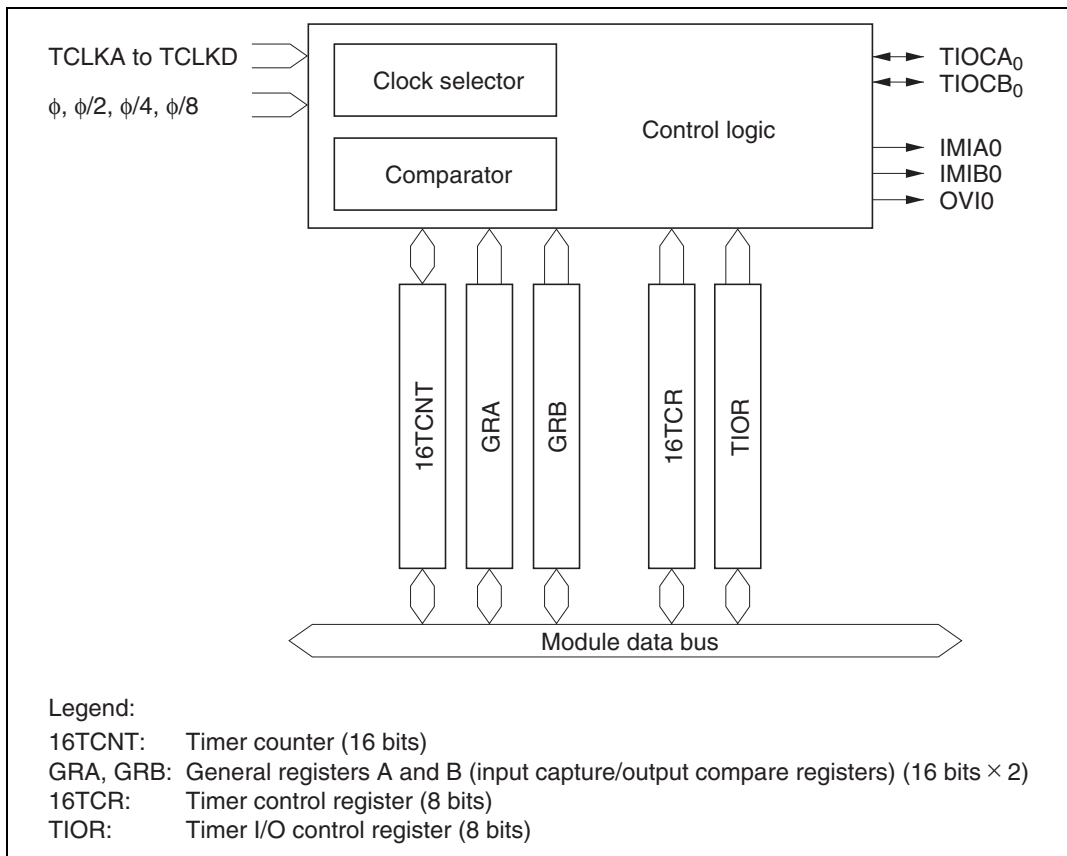 TCLKA to TCLKD
ϕ, ϕ/2, ϕ/4, ϕ/8
Clock selector
Comparator
Control logic
TIOCA₀
TIOCB₀
IMIA0
IMIB0
OVI0
16TCNT
GRA
GRB
16TCR
TIOR
Module data bus
Legend:
16TCNT: Timer counter (16 bits)
GRA, GRB: General registers A and B (input capture/output compare registers) (16 bits × 2)
16TCR: Timer control register (8 bits)
TIOR: Timer I/O control register (8 bits)